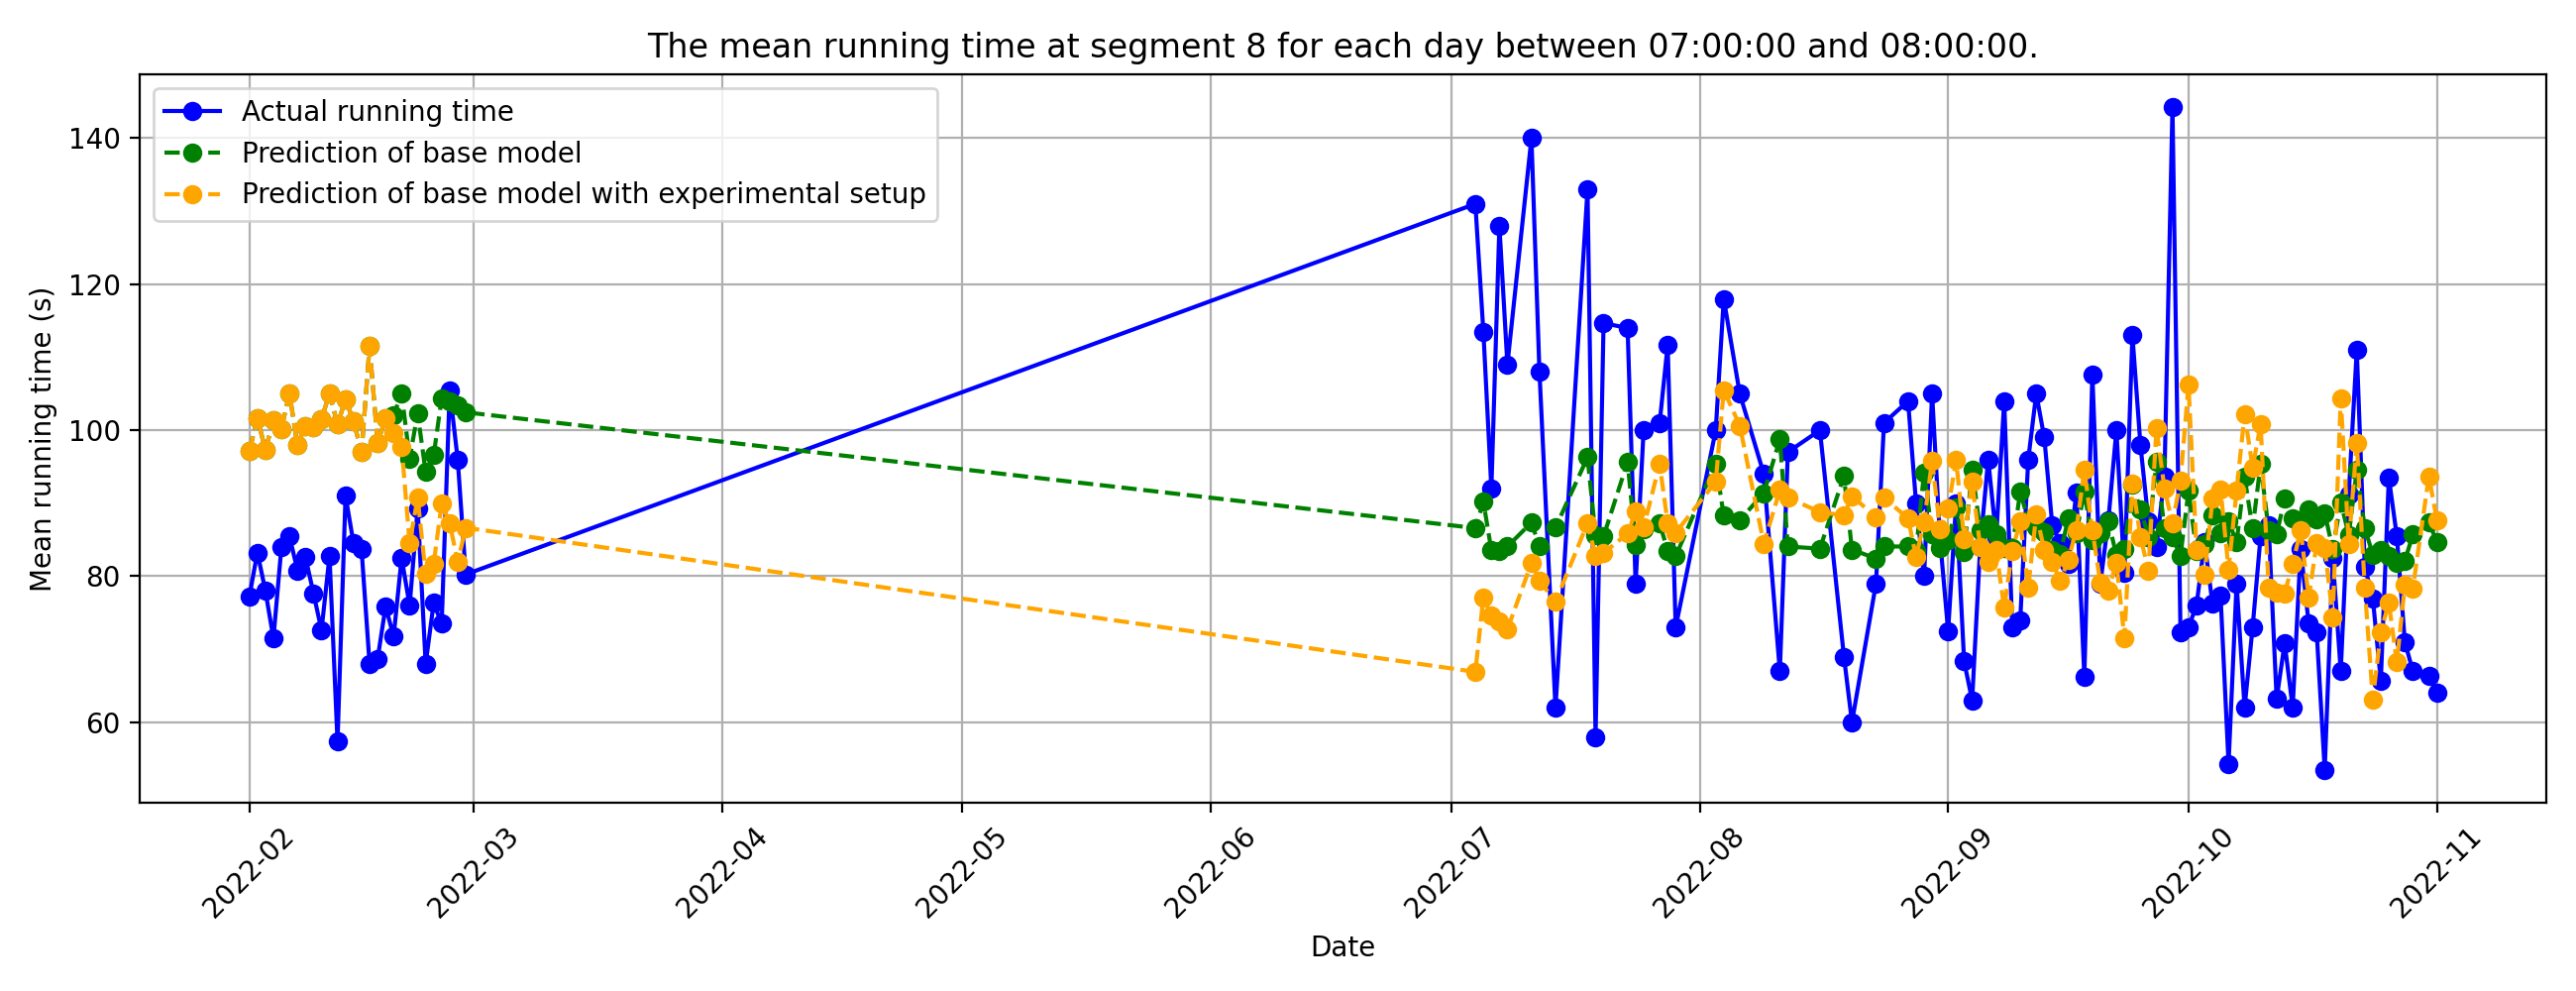 The mean running time at segment 8 for each day between 07:00:00 and 08:00:00.
Actual running time
Prediction of base model
Prediction of base model with experimental setup
Mean running time (s)
140
120
100
80
60
2022-02
2022-03
2022-04
2022-05
2022-06
2022-07
2022-08
2022-09
2022-10
2022-11
Date